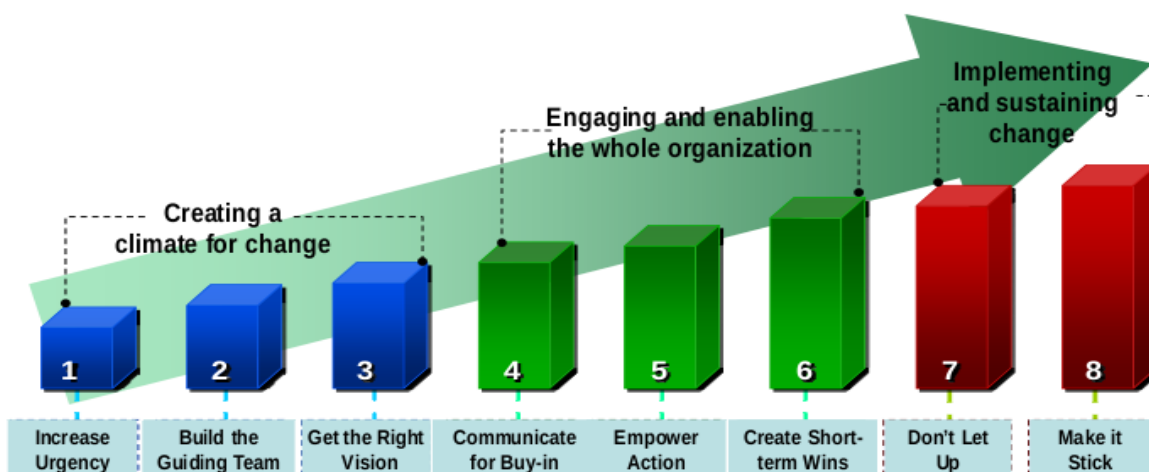 Implementing
and sustaining
change
Engaging and enabling
the whole organization
Creating a
climate for change
1
2
3
4
5
6
7
8
Increase
Urgency
Build the
Guiding Team
Get the Right
Vision
Communicate
for Buy-in
Empower
Action
Create Short-
term Wins
Don't Let
Up
Make it
Stick